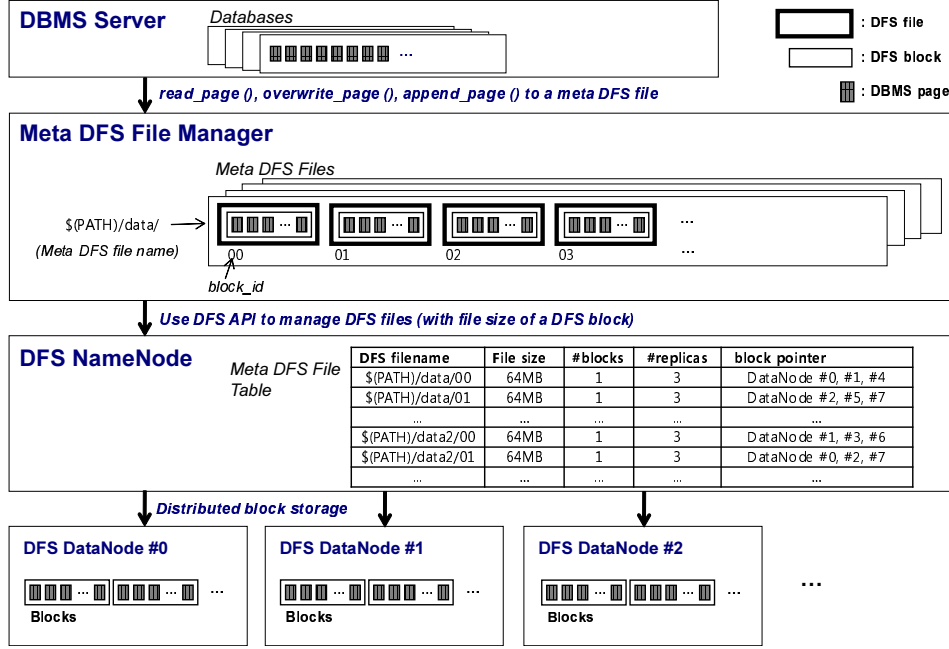 DBMS Server
Databases
...
: DFS file
: DFS block
: DBMS page
read_page (), overwrite_page (), append_page () to a meta DFS file
Meta DFS File Manager
Meta DFS Files
$(PATH)/data/
(Meta DFS file name)
... ... ... ... ...
00 01 02 03 ...
block_id
Use DFS API to manage DFS files (with file size of a DFS block)
DFS NameNode
Meta DFS File
Table
DFS filename File size #blocks #replicas block pointer
$(PATH)/data/00 64MB 1 3 DataNode #0, #1, #4
$(PATH)/data/01 64MB 1 3 DataNode #2, #5, #7
... ... ... ... ...
$(PATH)/data2/00 64MB 1 3 DataNode #1, #3, #6
$(PATH)/data2/01 64MB 1 3 DataNode #0, #2, #7
... ... ... ... ...
Distributed block storage
DFS DataNode #0
... ... ...
Blocks
DFS DataNode #1
... ... ...
Blocks
DFS DataNode #2
... ... ...
Blocks
...